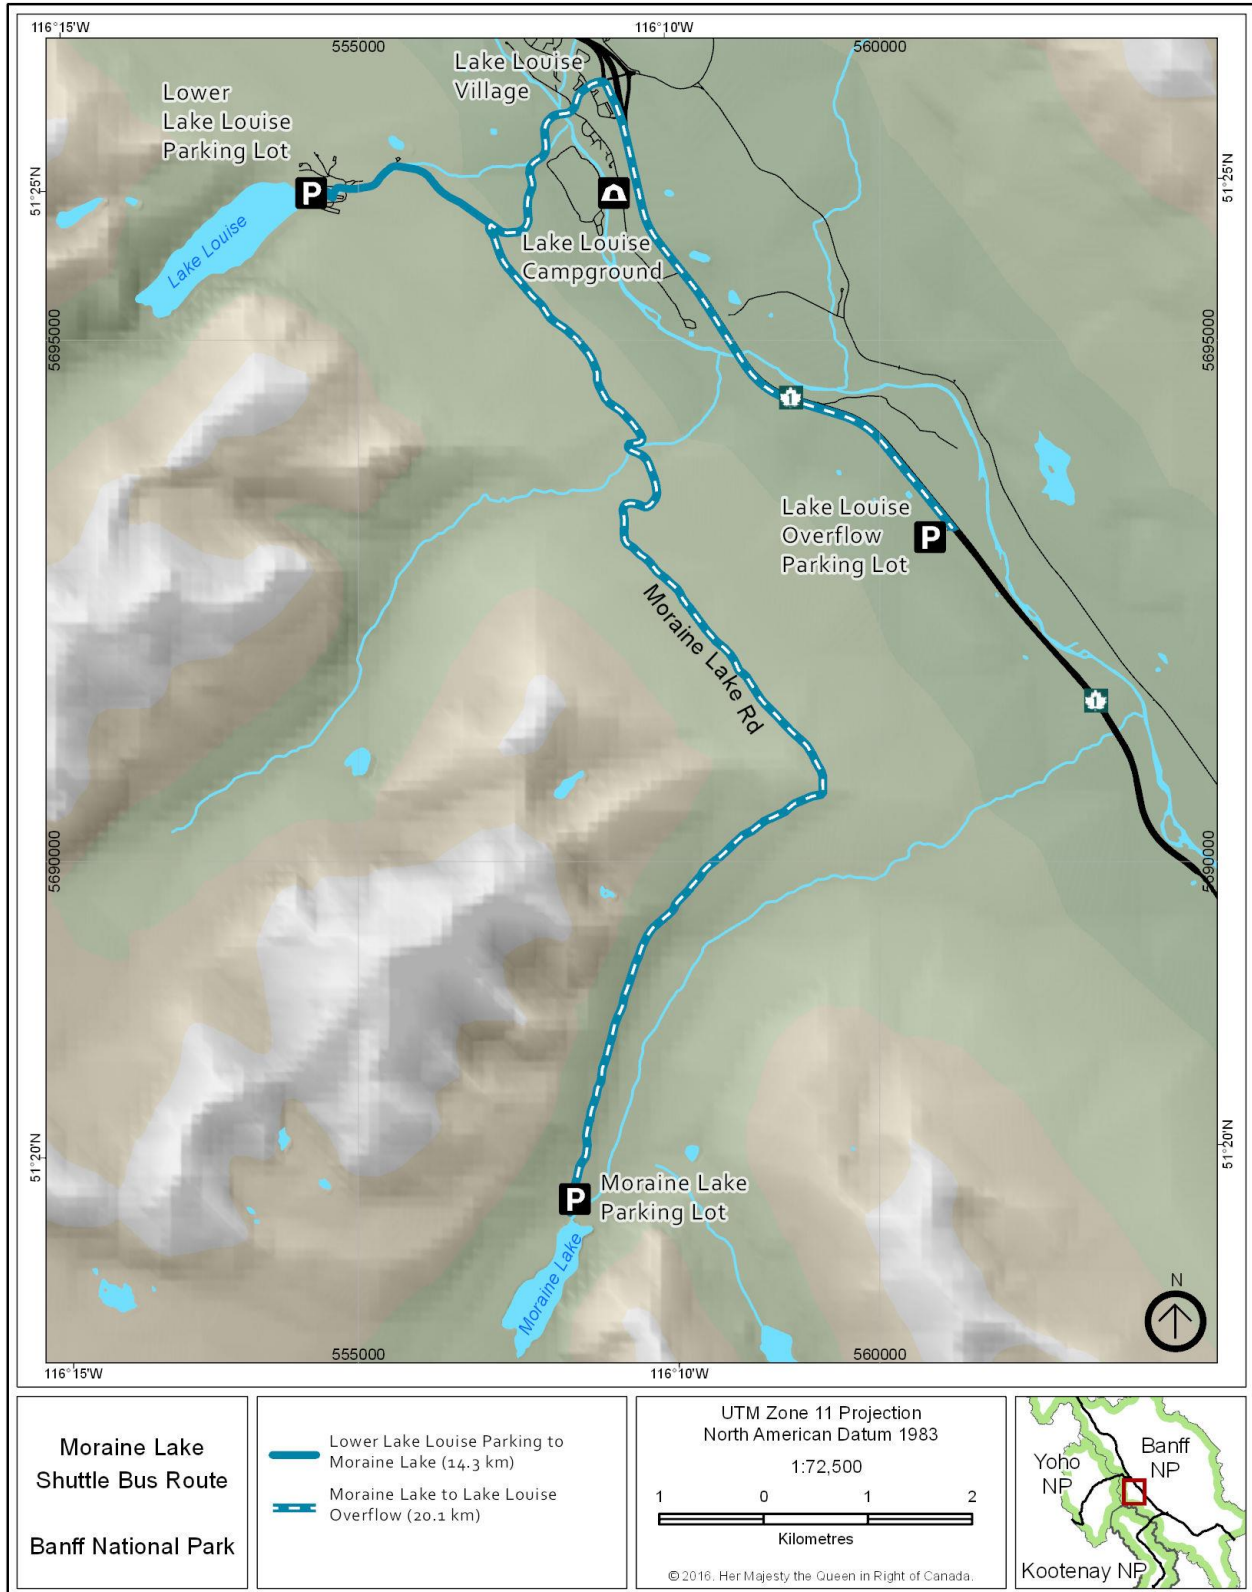 116°15'W
116°10'W
555000
560000
Lake Louise
Village
Lower
Lake Louise
Parking Lot
P
51°25'N
51°25'N
Lake Louise
Lake Louise
Campground
5695000
5695000
1
Lake Louise
Overflow
Parking Lot
P
Moraine Lake Rd
1
5690000
5690000
51°20'N
51°20'N
P
Moraine Lake
Parking Lot
Moraine Lake
N
555000
560000
116°15'W
116°10'W
Moraine Lake
Shuttle Bus Route
Banff National Park
Lower Lake Louise Parking to
Moraine Lake (14.3 km)
Moraine Lake to Lake Louise
Overflow (20.1 km)
UTM Zone 11 Projection
North American Datum 1983
1:72,500
1 0 1 2
Kilometres
© 2016. Her Majesty the Queen in Right of Canada.
Yoho
NP
Banff
NP
Kootenay NP